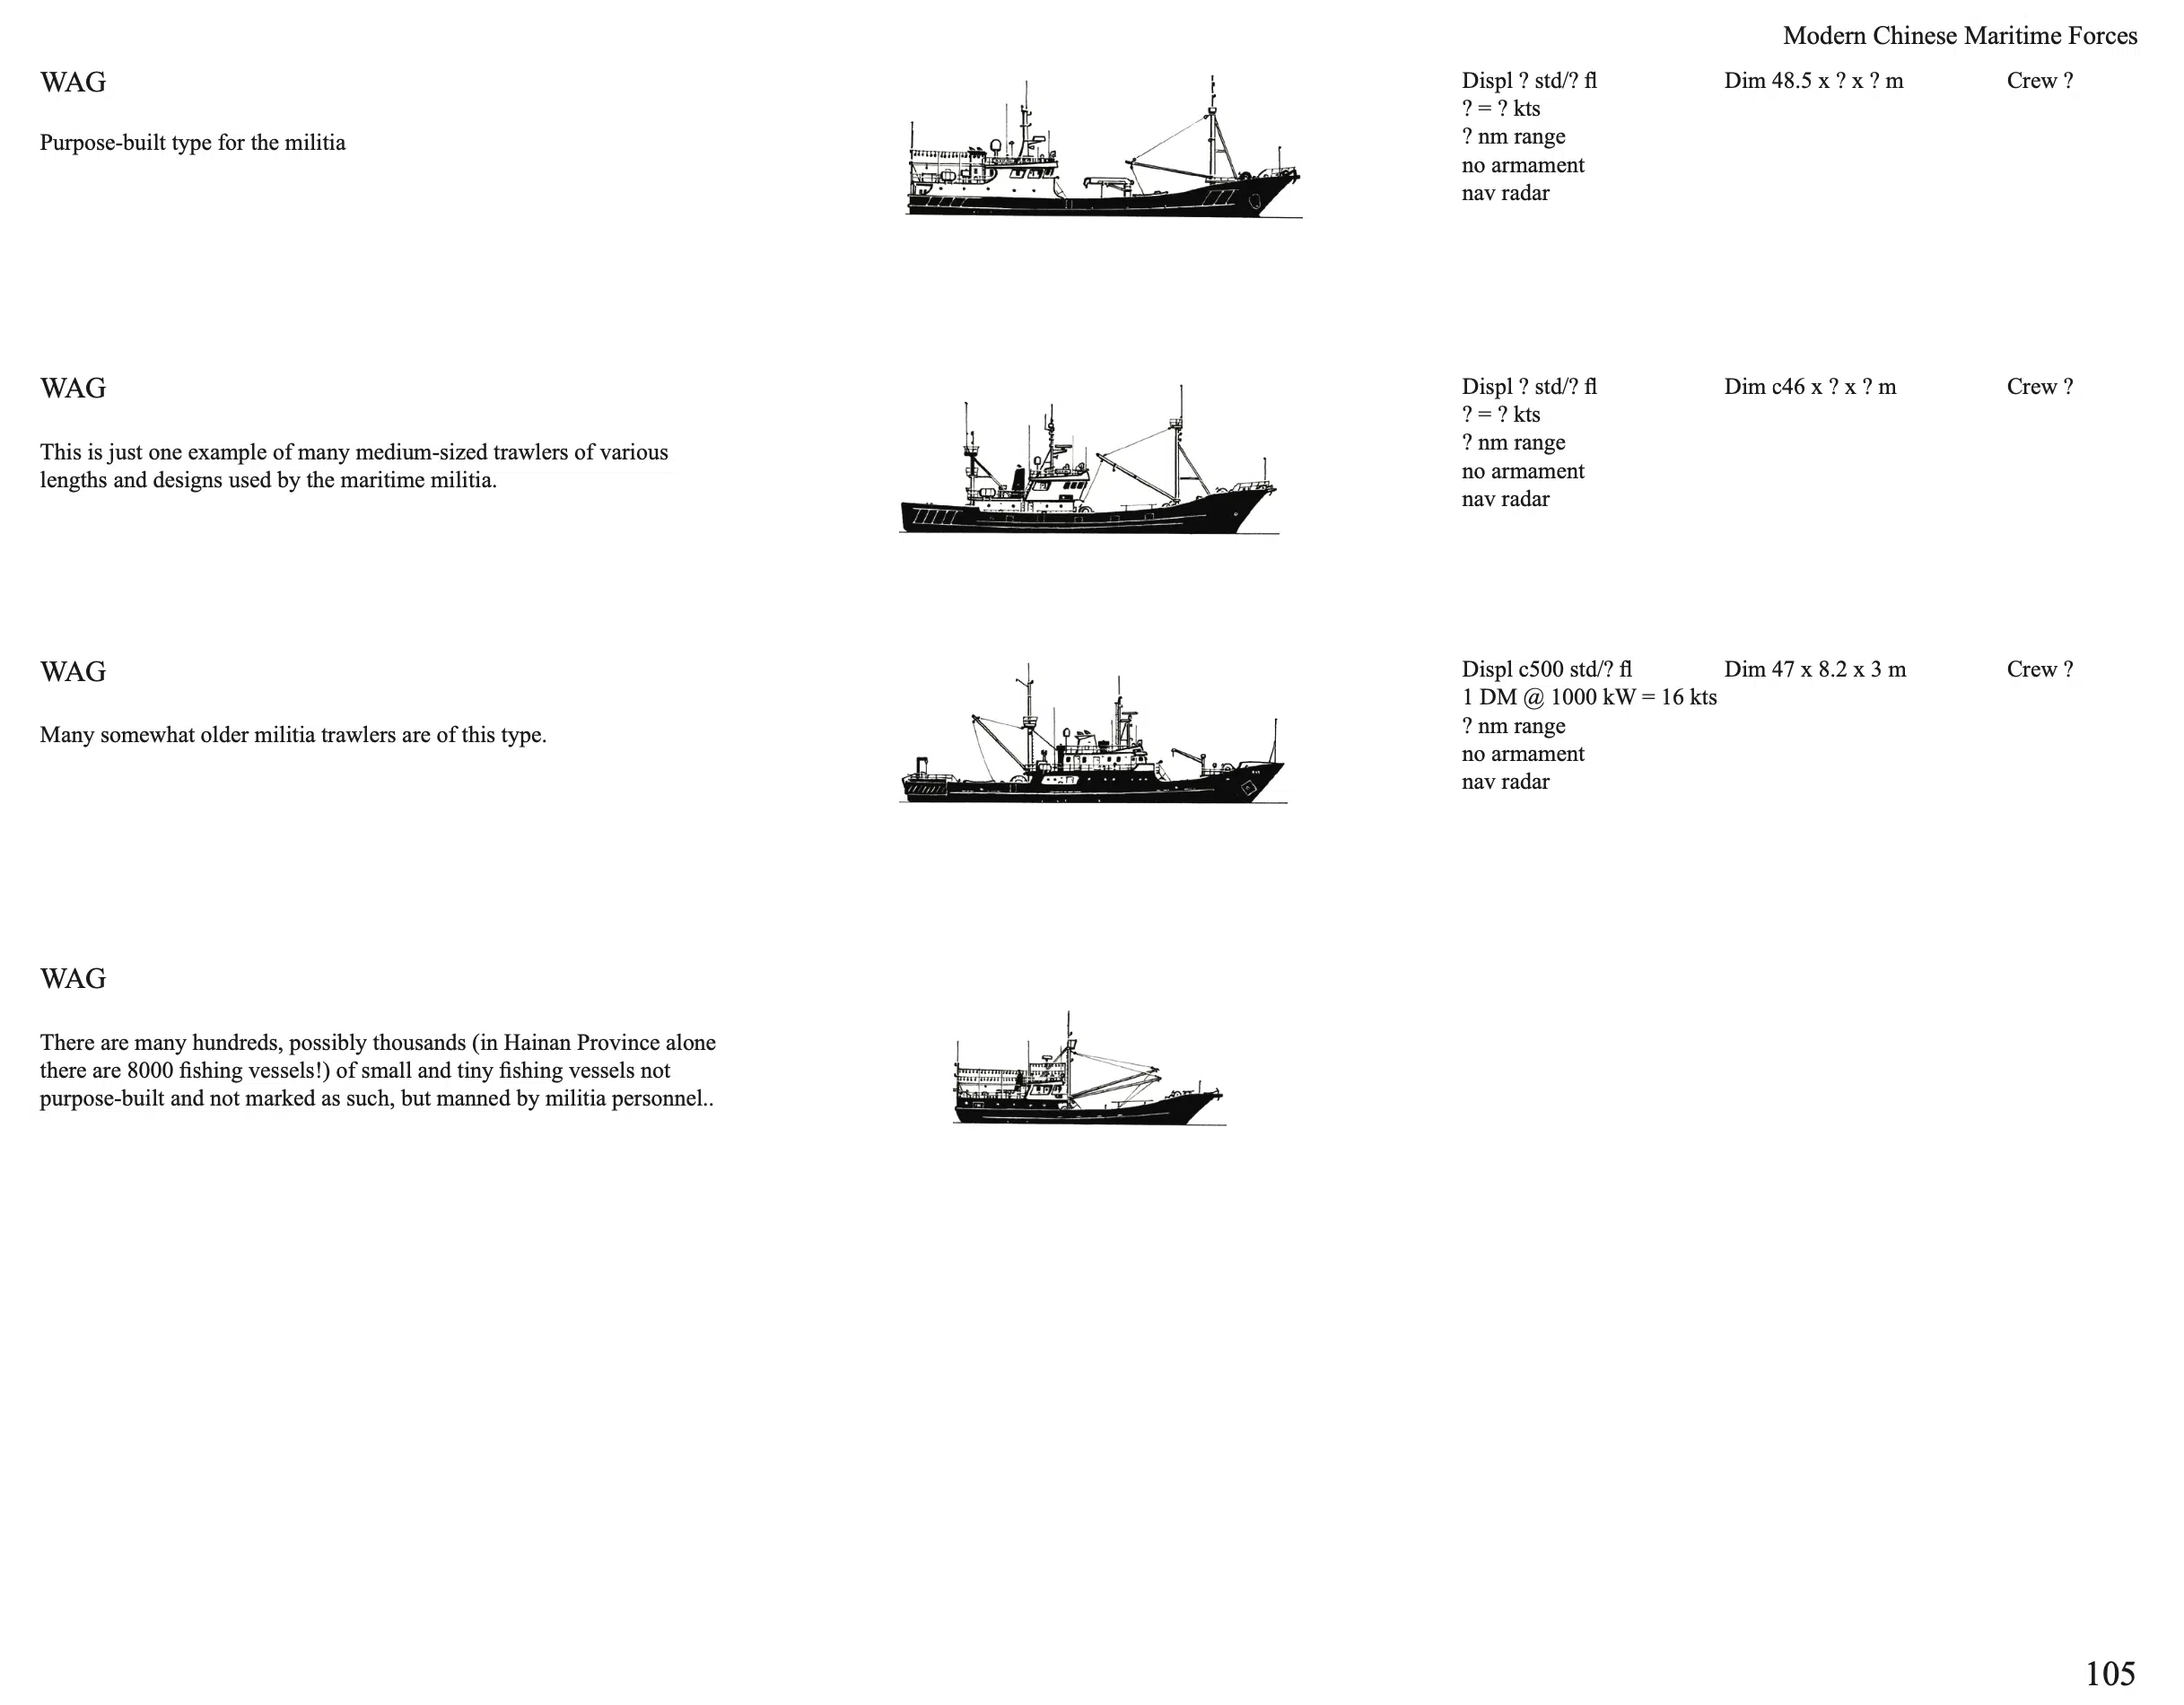 Modern Chinese Maritime Forces
WAG
Purpose-built type for the militia
Displ ? std/? fl
Dim 48.5 x ? x ? m
Crew ?
? = ? kts
? nm range
no armament
nav radar
WAG
This is just one example of many medium-sized trawlers of various
lengths and designs used by the maritime militia.
Displ ? std/? fl
Dim c46 x ? x ? m
Crew ?
? = ? kts
? nm range
no armament
nav radar
WAG
Many somewhat older militia trawlers are of this type.
Displ c500 std/? fl
Dim 47 x 8.2 x 3 m
Crew ?
1 DM @ 1000 kW = 16 kts
? nm range
no armament
nav radar
WAG
There are many hundreds, possibly thousands (in Hainan Province alone
there are 8000 fishing vessels!) of small and tiny fishing vessels not
purpose-built and not marked as such, but manned by militia personnel..
105